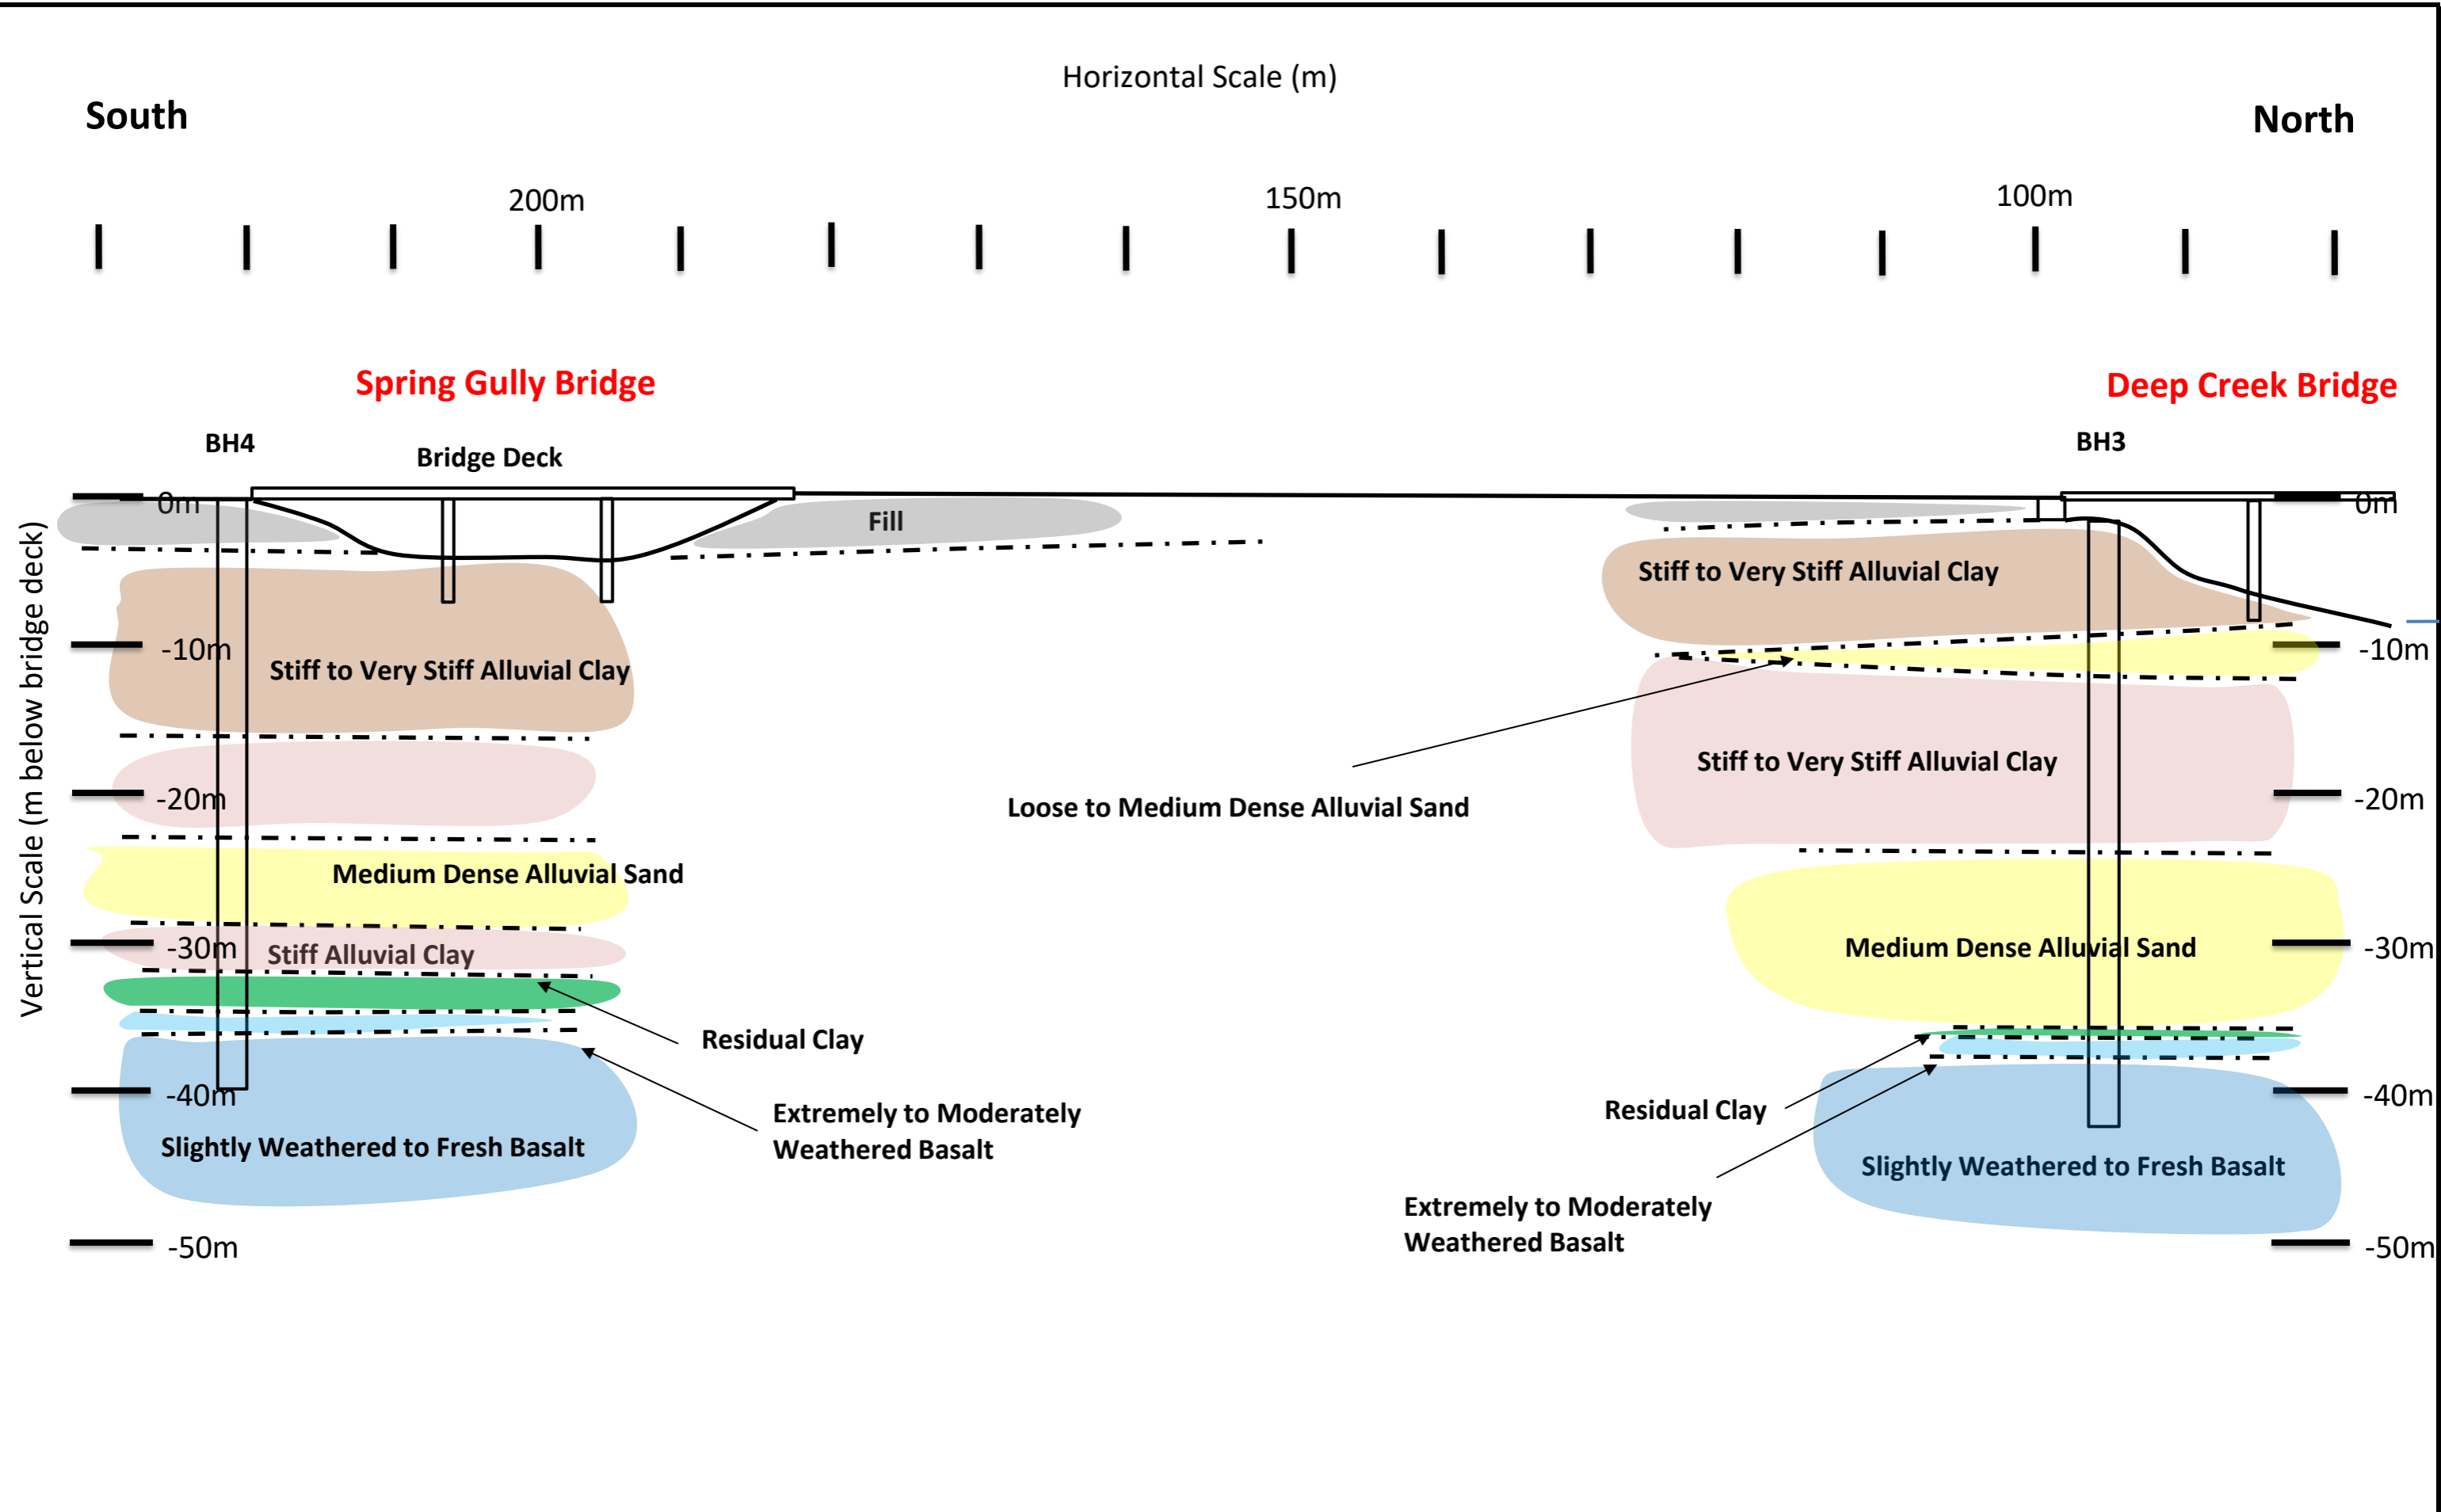 Horizontal Scale (m)
South
North
200m
150m
100m
Spring Gully Bridge
Deep Creek Bridge
BH4
Bridge Deck
BH3
0m
Fill
0m
Stiff to Very Stiff Alluvial Clay
-10m
Stiff to Very Stiff Alluvial Clay
-10m
Vertical Scale (m below bridge deck)
Stiff to Very Stiff Alluvial Clay
-20m
Loose to Medium Dense Alluvial Sand
-20m
Medium Dense Alluvial Sand
-30m
Stiff Alluvial Clay
Medium Dense Alluvial Sand
-30m
Residual Clay
-40m
Extremely to Moderately
Weathered Basalt
Residual Clay
-40m
Slightly Weathered to Fresh Basalt
Slightly Weathered to Fresh Basalt
Extremely to Moderately
Weathered Basalt
-50m
-50m